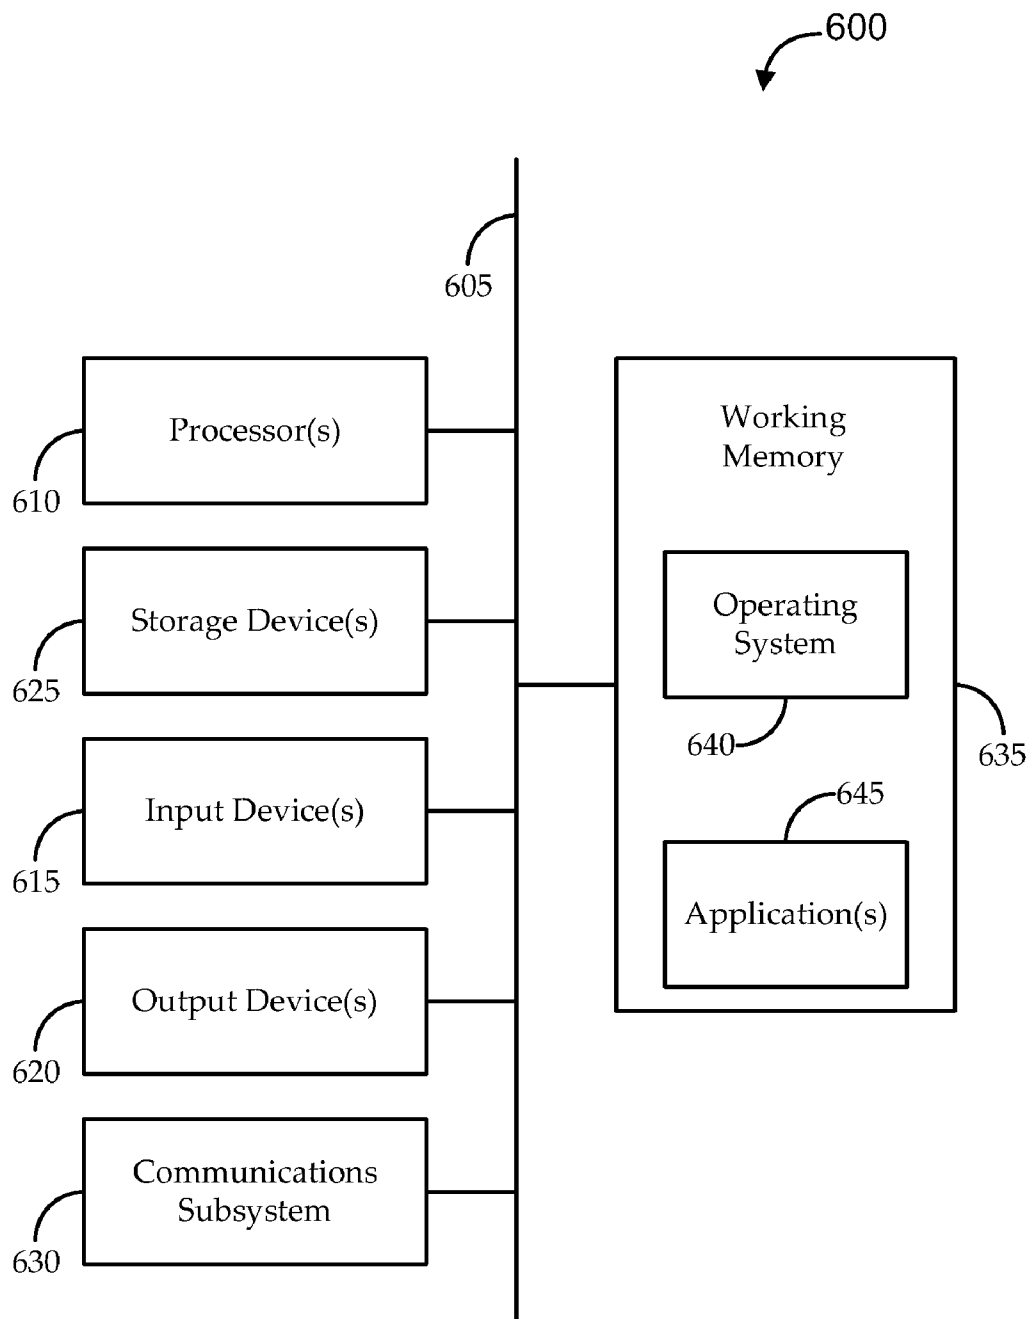 600
605
Processor(s)
610
Storage Device(s)
625
Input Device(s)
615
Output Device(s)
620
Communications
Subsystem
630
Working
Memory
Operating
System
640
635
645
Application(s)